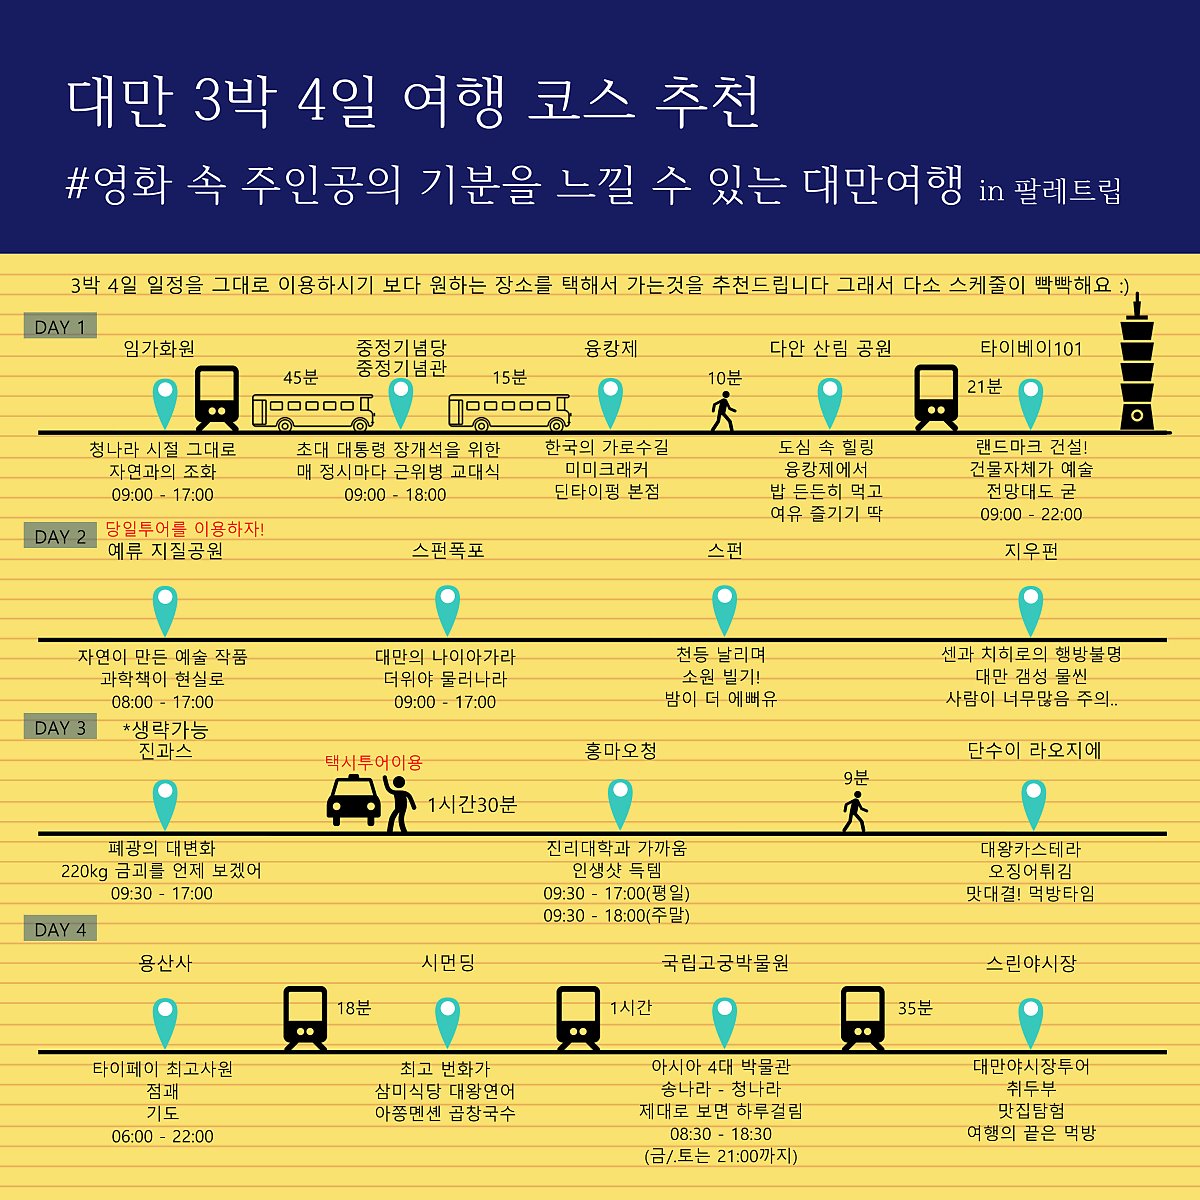 대만 3박 4일 여행 코스 추천
#영화 속 주인공의 기분을 느낄 수 있는 대만여행 in 팔레트립
3박 4일 일정을 그대로 이용하시기 보다 원하는 장소를 택해서 가는것을 추천드립니다 그래서 다소 스케줄이 빡빡해요 :)
DAY 1
임가화원
45분
중정기념당
중정기념관
15분
융캉제
10분
다안 산림 공원
21분
타이베이101
청나라 시절 그대로
자연과의 조화
09:00 - 17:00
초대 대통령 장개석을 위한
매 정시마다 근위병 교대식
09:00 - 18:00
한국의 가로수길
미미크래커
딘타이펑 본점
도심 속 힐링
융캉제에서
밥 든든히 먹고
여유 즐기기 딱
랜드마크 건설!
건물자체가 예술
전망대도 굳
09:00 - 22:00
DAY 2
당일투어를 이용하자!
예류 지질공원
스펀폭포
스펀
지우펀
자연이 만든 예술 작품
과학책이 현실로
08:00 - 17:00
대만의 나이아가라
더위야 물러나라
09:00 - 17:00
천등 날리며
소원 빌기!
밤이 더 에뻐유
센과 치히로의 행방불명
대만 갬성 물씬
사람이 너무많음 주의..
DAY 3
*생략가능
진과스
택시투어이용
1시간30분
홍마오청
9분
단수이 라오지에
폐광의 대변화
220kg 금괴를 언제 보겠어
09:30 - 17:00
진리대학과 가까움
인생샷 득템
09:30 - 17:00(평일)
09:30 - 18:00(주말)
대왕카스테라
오징어튀김
맛대결! 먹방타임
DAY 4
용산사
18분
시먼딩
1시간
국립고궁박물원
35분
스린야시장
타이페이 최고사원
점괘
기도
06:00 - 22:00
최고 번화가
삼미식당 대왕연어
아쫑멘셴 곱창국수
아시아 4대 박물관
송나라 - 청나라
제대로 보면 하루걸림
08:30 - 18:30
(금/.토는 21:00까지)
대만야시장투어
취두부
맛집탐험
여행의 끝은 먹방